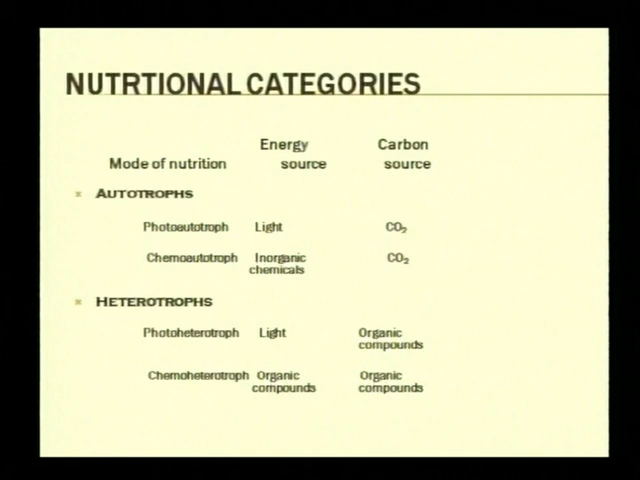 NUTRTIONAL CATEGORIES
Energy Carbon
Mode of nutrition source source
AUTOTROPHS
Photoautotroph Light CO₂
Chemoautotroph Inorganic CO₂
chemicals
HETEROTROPHS
Photoheterotroph Light Organic
compounds
Chemoheterotroph Organic Organic
compounds compounds